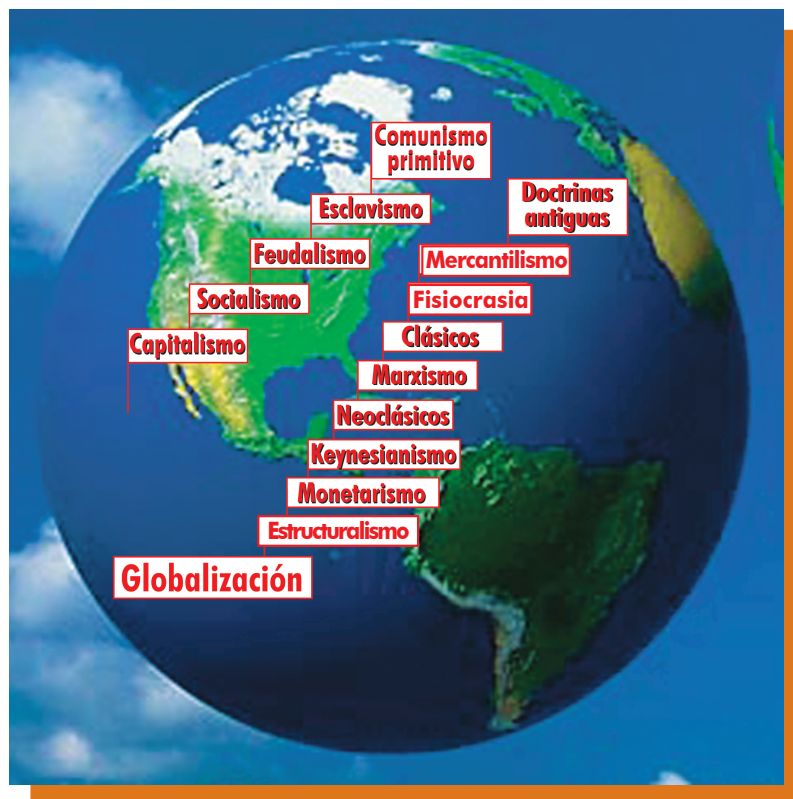 Comunismo
primitivo
Esclavismo
Feudalismo
Socialismo
Capitalismo
Doctrinas
antiguas
Mercantilismo
Fisiocrasia
Clásicos
Marxismo
Neoclásicos
Keynesianismo
Monetarismo
Estructuralismo
Globalización